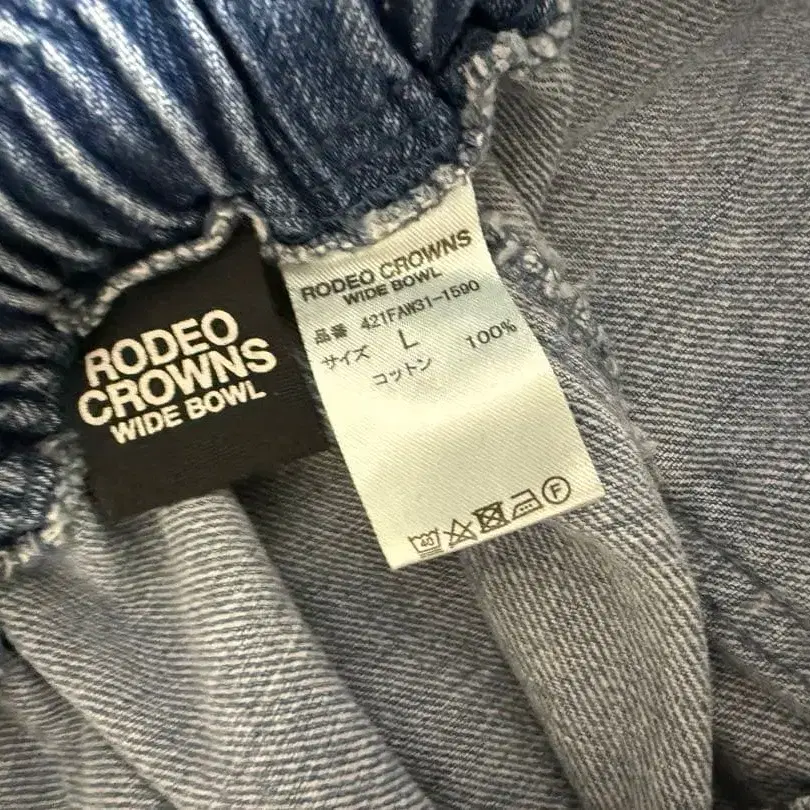 RODEO
CROWNS
WIDE BOWL
RODEO CROWNS
WIDE BOWL
品番 421FAW31-1590
サイズ L
コットン 100%
40
F